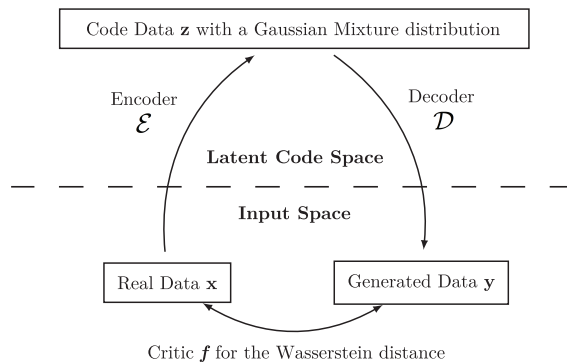 Code Data z with a Gaussian Mixture distribution
Encoder
ℰ
Decoder
𝒟
Latent Code Space
Input Space
Real Data x
Generated Data y
Critic f for the Wasserstein distance